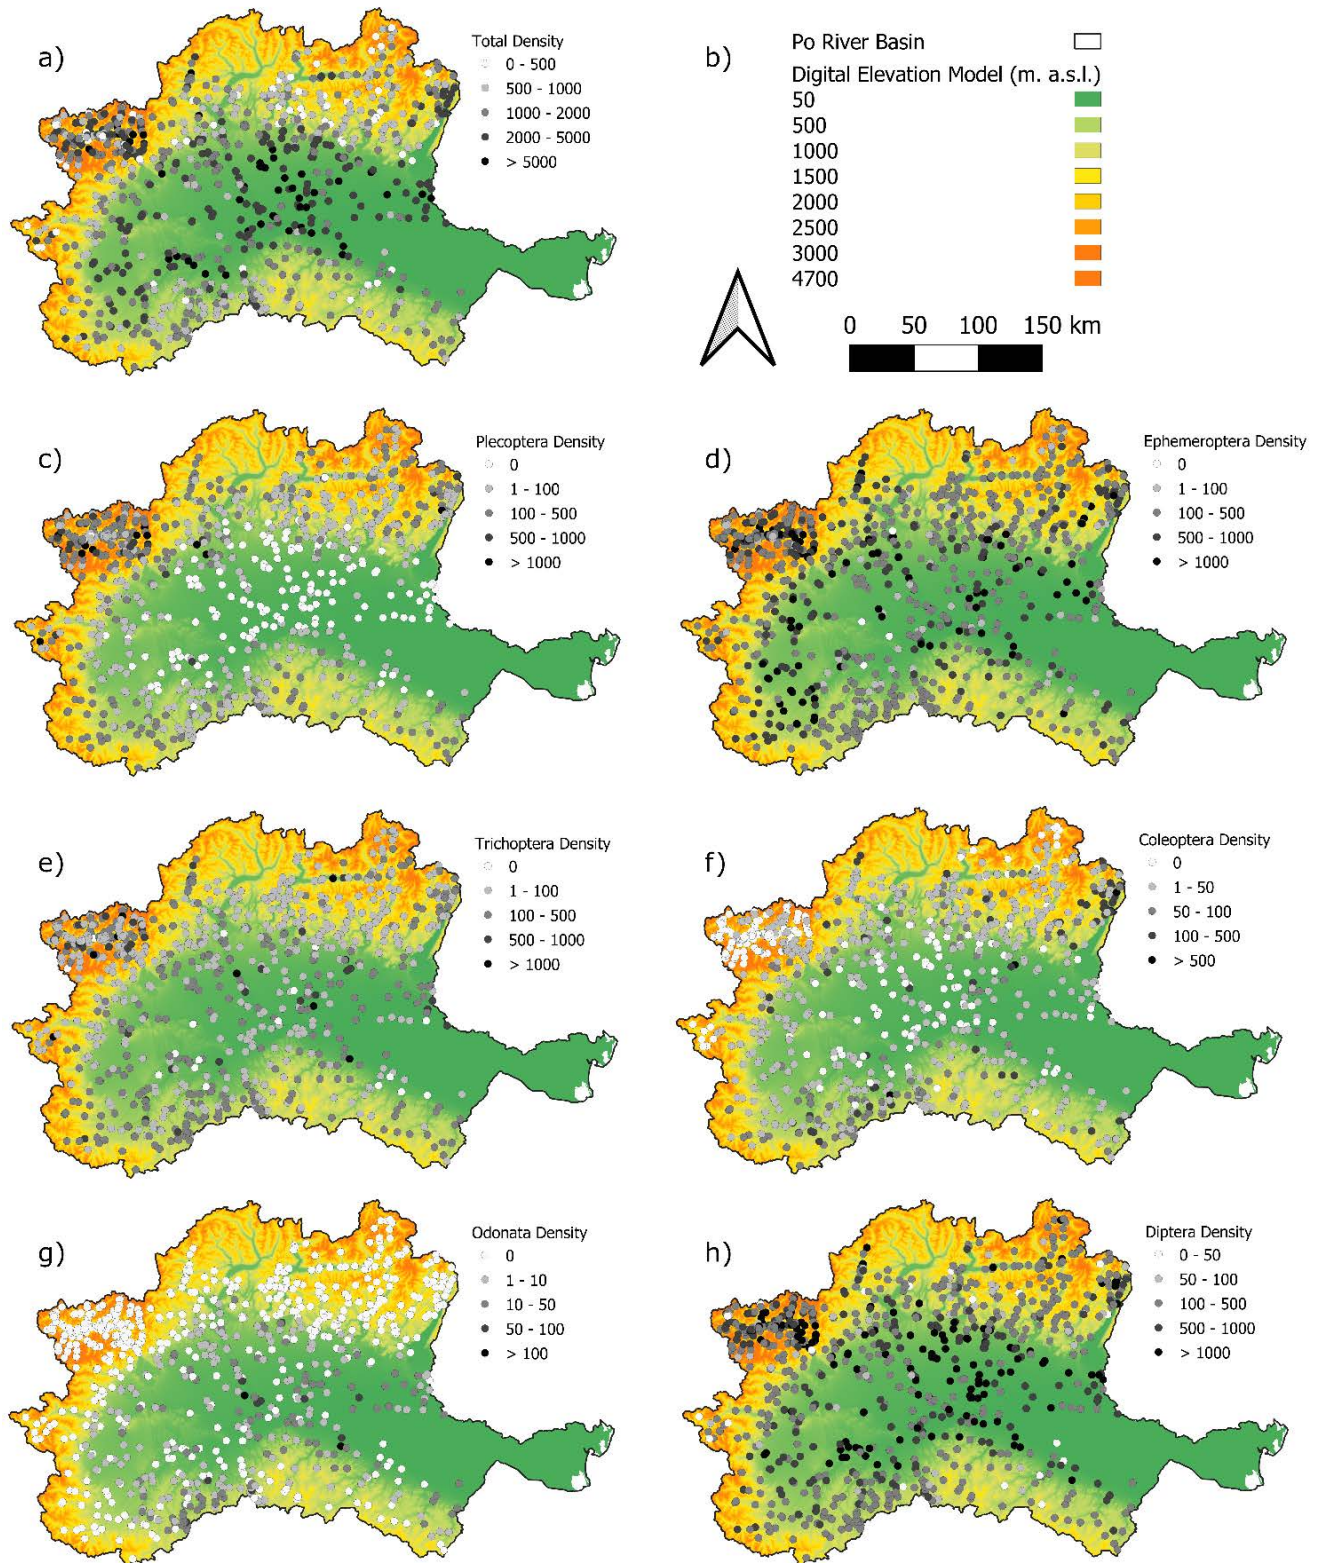 a)
Total Density
0 - 500
500 - 1000
1000 - 2000
2000 - 5000
> 5000
b)
Po River Basin
Digital Elevation Model (m. a.s.l.)
50
500
1000
1500
2000
2500
3000
4700
0 50 100 150 km
c)
Plecoptera Density
0
1 - 100
100 - 500
500 - 1000
> 1000
d)
Ephemeroptera Density
0
1 - 100
100 - 500
500 - 1000
> 1000
e)
Trichoptera Density
0
1 - 100
100 - 500
500 - 1000
> 1000
f)
Coleoptera Density
0
1 - 50
50 - 100
100 - 500
> 500
g)
Odonata Density
0
1 - 10
10 - 50
50 - 100
> 100
h)
Diptera Density
0 - 50
50 - 100
100 - 500
500 - 1000
> 1000